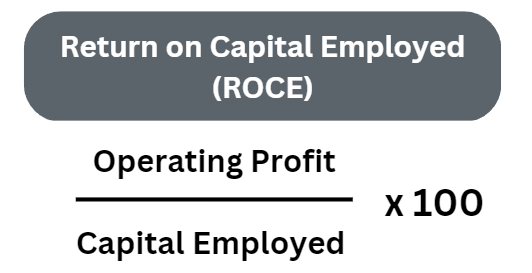 Return on Capital Employed
(ROCE)
Operating Profit
x 100
Capital Employed